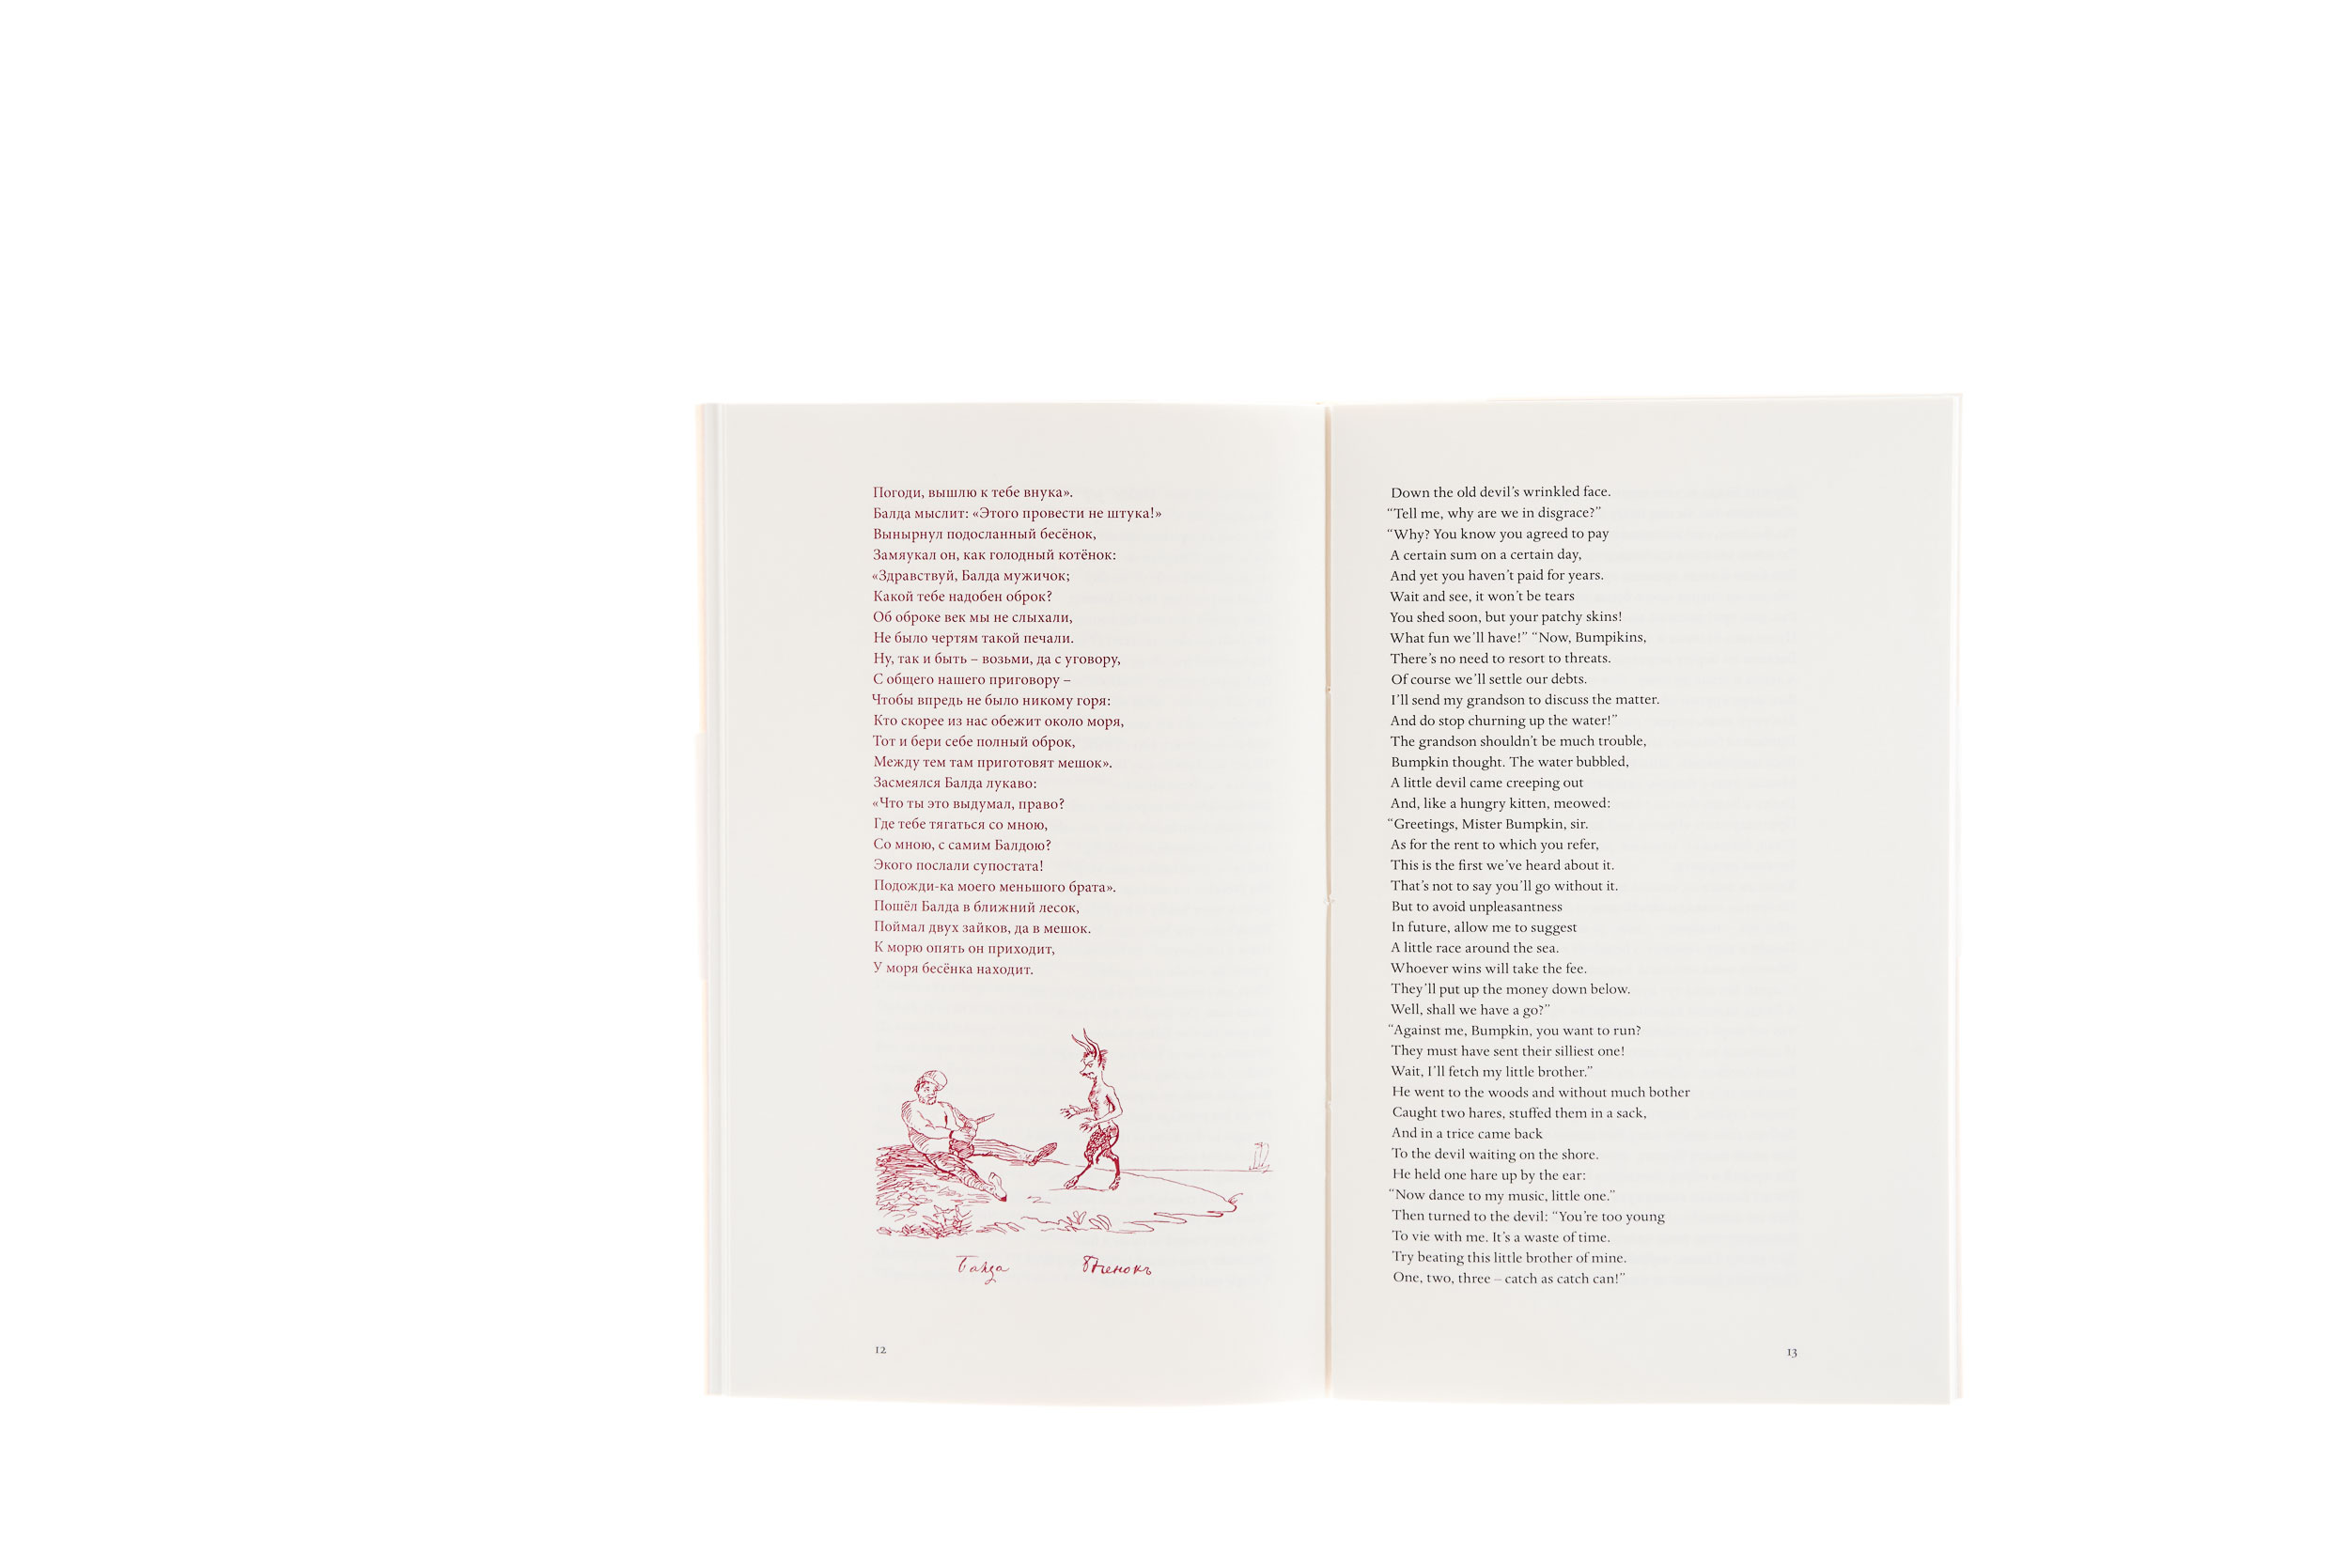 Погоди, вышлю к тебе внука».
Балда мыслит: «Этого провести не штука!»
Вынырнул подосланный бесёнок,
Замяукал он, как голодный котёнок:
«Здравствуй, Балда мужичок;
Какой тебе надобен оброк?
Об оброке век мы не слыхали,
Не было чертям такой печали.
Ну, так и быть – возьми, да с уговору,
С общего нашего приговору –
Чтобы впредь не было никому горя:
Кто скорее из нас обежит около моря,
Тот и бери себе полный оброк,
Между тем там приготовят мешок».
Засмеялся Балда лукаво:
«Что ты это выдумал, право?
Где тебе тягаться со мною,
Со мною, с самим Балдою?
Экого послали супостата!
Подожди-ка моего меньшого брата».
Пошёл Балда в ближний лесок,
Поймал двух зайков, да в мешок.
К морю опять он приходит,
У моря бесёнка находит.
Балда Бѣсенокъ
12
Down the old devil’s wrinkled face.
“Tell me, why are we in disgrace?”
“Why? You know you agreed to pay
A certain sum on a certain day,
And yet you haven’t paid for years.
Wait and see, it won’t be tears
You shed soon, but your patchy skins!
What fun we’ll have!” “Now, Bumpikins,
There’s no need to resort to threats.
Of course we’ll settle our debts.
I’ll send my grandson to discuss the matter.
And do stop churning up the water!”
The grandson shouldn’t be much trouble,
Bumpkin thought. The water bubbled,
A little devil came creeping out
And, like a hungry kitten, meowed:
“Greetings, Mister Bumpkin, sir.
As for the rent to which you refer,
This is the first we’ve heard about it.
That’s not to say you’ll go without it.
But to avoid unpleasantness
In future, allow me to suggest
A little race around the sea.
Whoever wins will take the fee.
They’ll put up the money down below.
Well, shall we have a go?”
“Against me, Bumpkin, you want to run?
They must have sent their silliest one!
Wait, I’ll fetch my little brother.”
He went to the woods and without much bother
Caught two hares, stuffed them in a sack,
And in a trice came back
To the devil waiting on the shore.
He held one hare up by the ear:
“Now dance to my music, little one.”
Then turned to the devil: “You’re too young
To vie with me. It’s a waste of time.
Try beating this little brother of mine.
One, two, three – catch as catch can!”
13